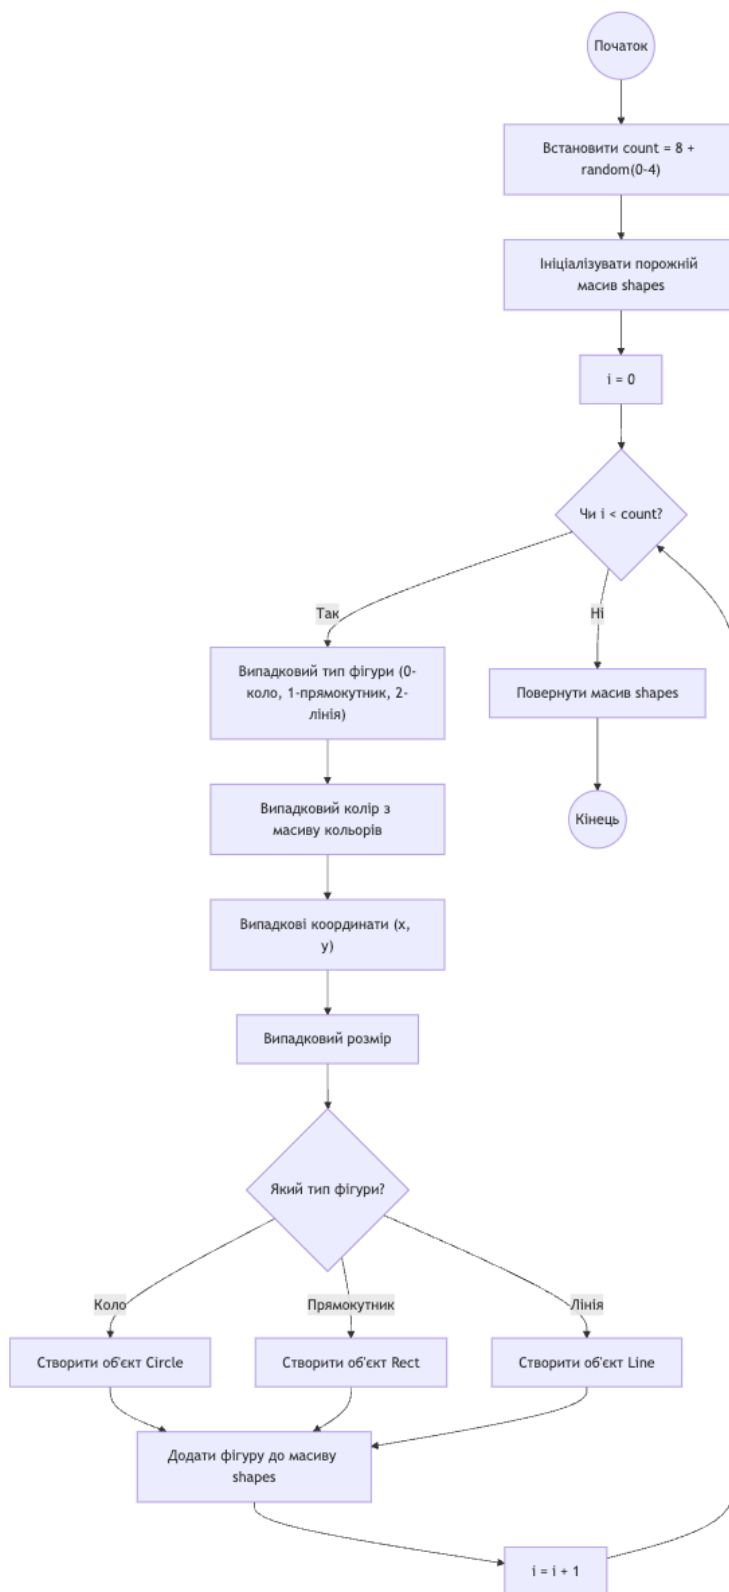 Початок
Встановити count = 8 +
random(0-4)
Ініціалізувати порожній
масив shapes
i = 0
Чи i < count?
Так
Ні
Випадковий тип фігури (0-
коло, 1-прямокутник, 2-
лінія)
Повернути масив shapes
Випадковий колір з
масиву кольорів
Кінець
Випадкові координати (x,
y)
Випадковий розмір
Який тип фігури?
Коло
Прямокутник
Лінія
Створити об'єкт Circle
Створити об'єкт Rect
Створити об'єкт Line
Додати фігуру до масиву
shapes
i = i + 1